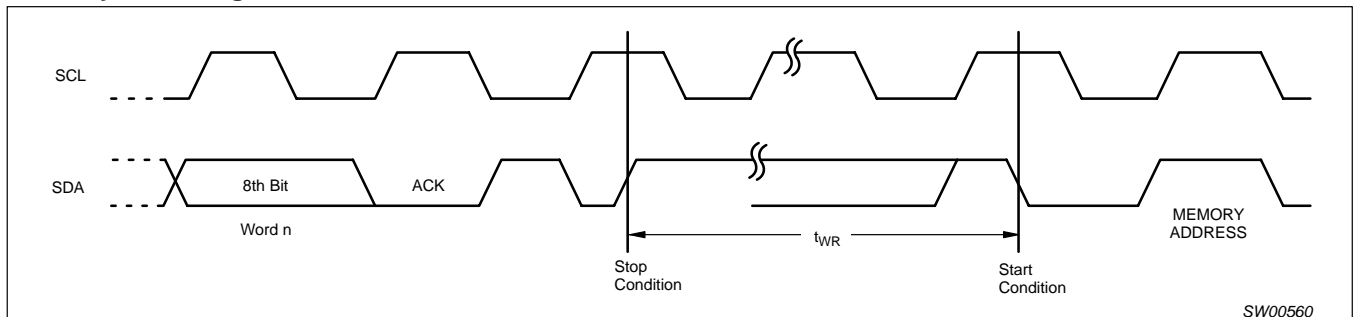 SCL
SDA
8th Bit
ACK
Word n
tWR
MEMORY
ADDRESS
Stop
Condition
Start
Condition
SW00560